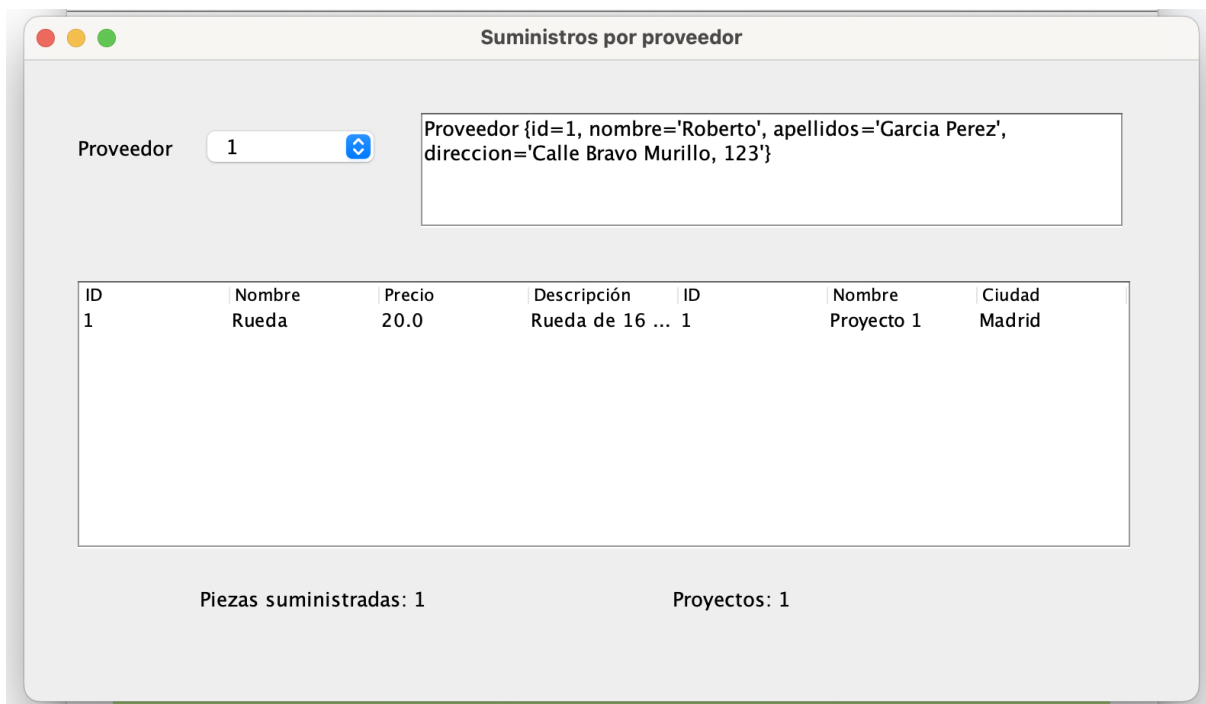 Suministros por proveedor
Proveedor
1
Proveedor {id=1, nombre='Roberto', apellidos='Garcia Perez',
direccion='Calle Bravo Murillo, 123'}
ID Nombre Precio Descripción ID Nombre Ciudad
1 Rueda 20.0 Rueda de 16 ... 1 Proyecto 1 Madrid
Piezas suministradas: 1 Proyectos: 1